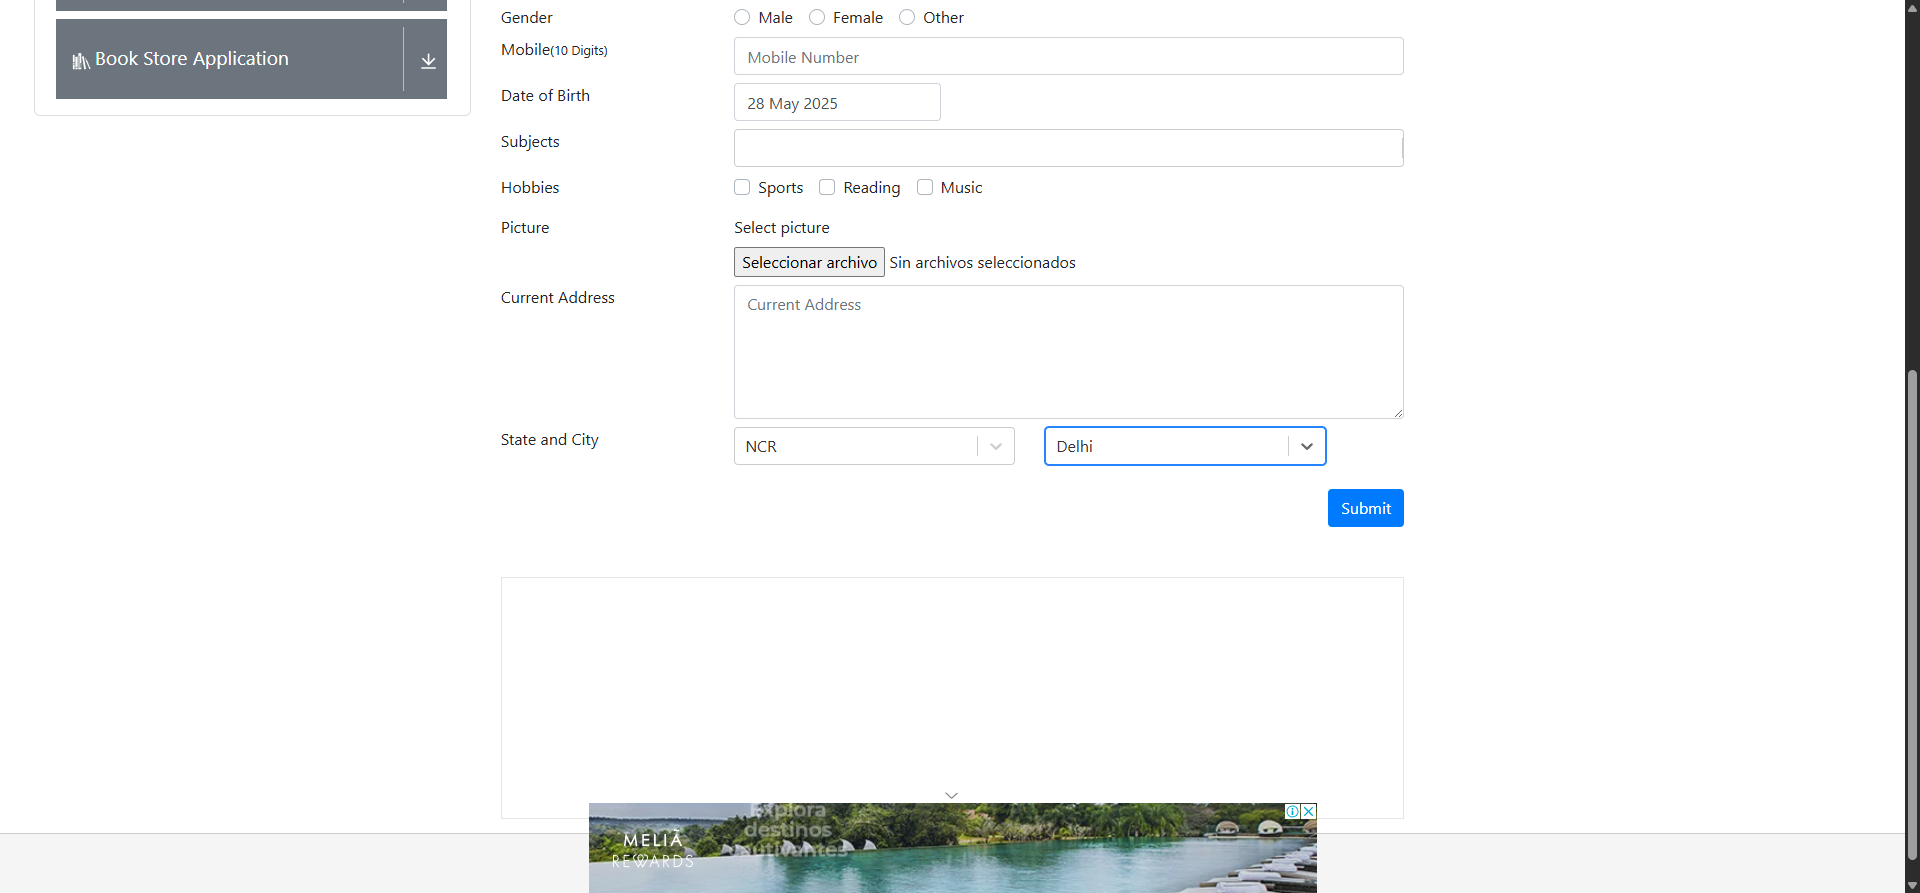 Book Store Application
Gender
Male Female Other
Mobile(10 Digits)
Mobile Number
Date of Birth
28 May 2025
Subjects
Hobbies
Sports Reading Music
Picture
Select picture
Seleccionar archivo Sin archivos seleccionados
Current Address
Current Address
State and City
NCR
Delhi
Submit
Explora
destinos
cautivantes
MELIÃ
REWARDS